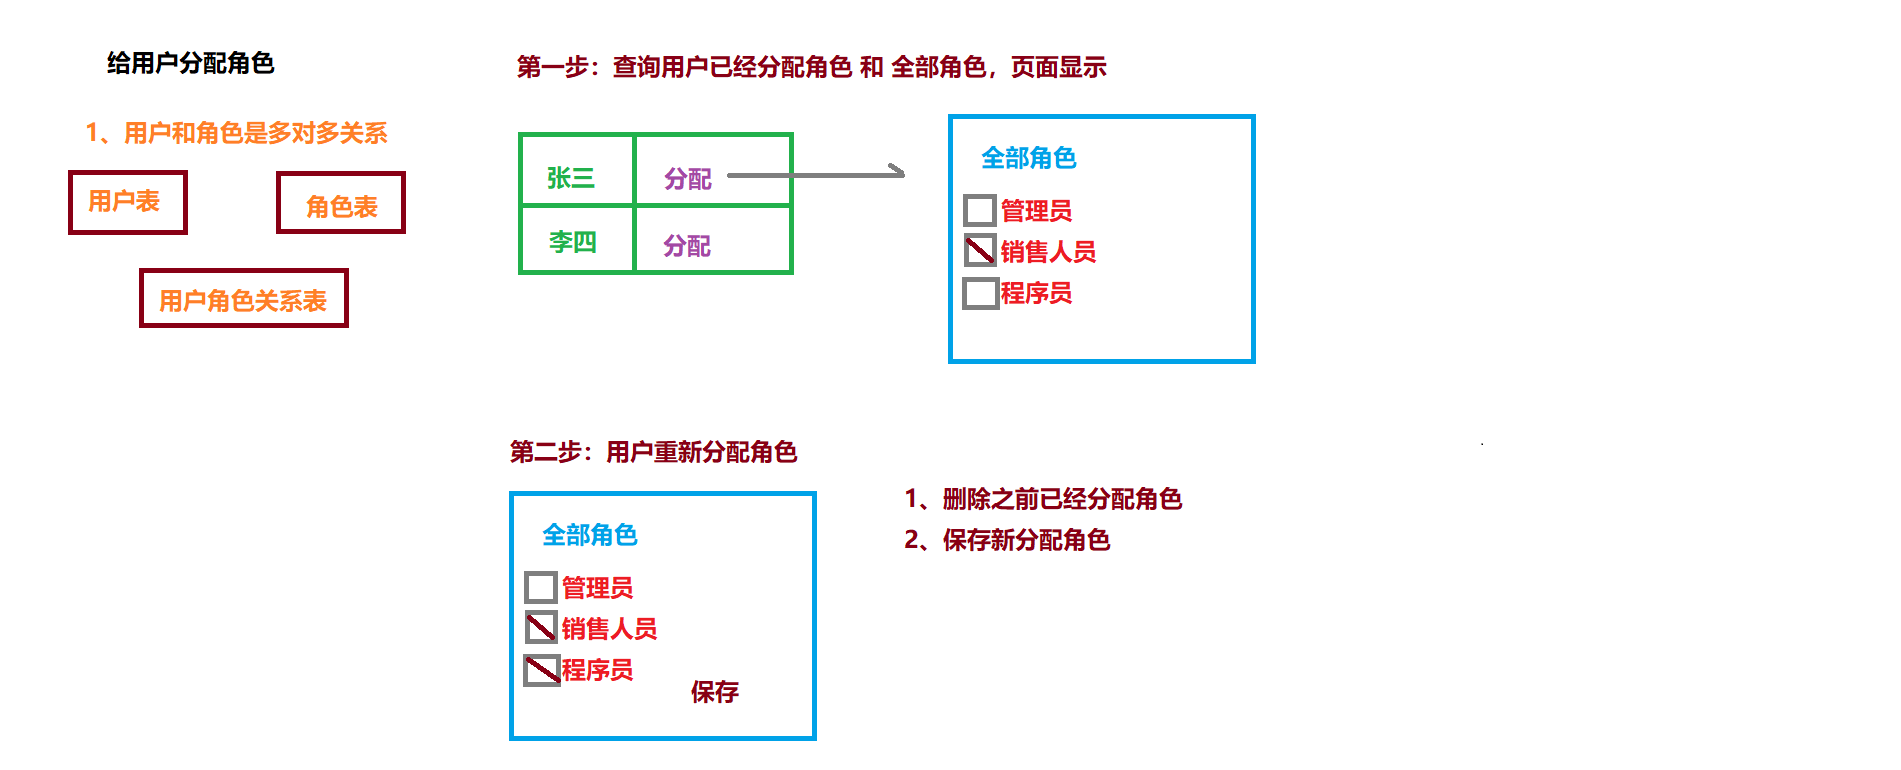 给用户分配角色
1、用户和角色是多对多关系
用户表
角色表
用户角色关系表
第一步：查询用户已经分配角色 和 全部角色，页面显示
张三
分配
李四
分配
全部角色
管理员
销售人员
程序员
第二步：用户重新分配角色
全部角色
管理员
销售人员
程序员
保存
1、删除之前已经分配角色
2、保存新分配角色